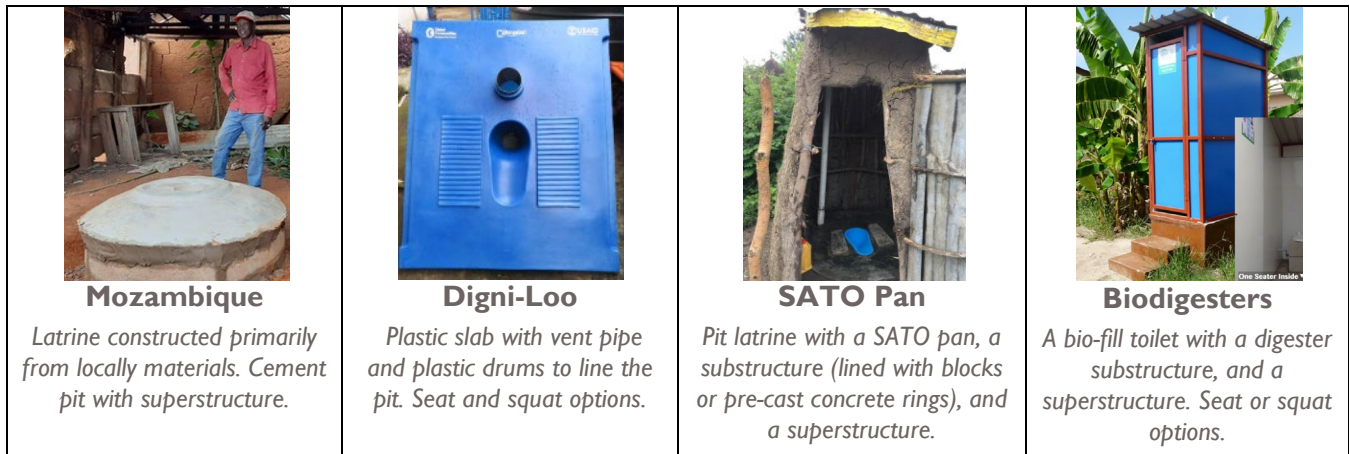 USAID
One Seater Inside
Mozambique
Latrine constructed primarily
from locally materials. Cement
pit with superstructure.
Digni-Loo
Plastic slab with vent pipe
and plastic drums to line the
pit. Seat and squat options.
SATO Pan
Pit latrine with a SATO pan, a
substructure (lined with blocks
or pre-cast concrete rings), and
a superstructure.
Biodigesters
A bio-fill toilet with a digester
substructure, and a
superstructure. Seat or squat
options.